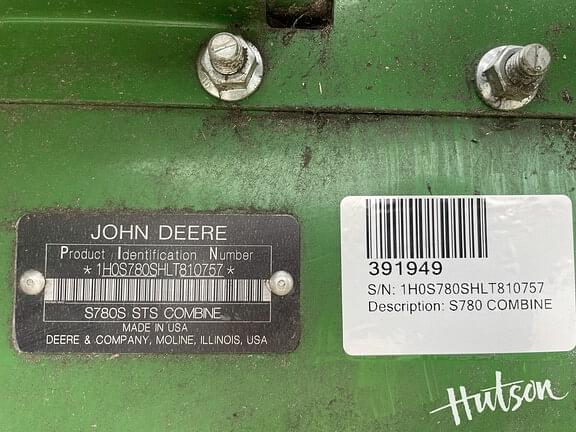 JOHN DEERE
Product Identification Number
*1H0S780SHLT810757*
S780S STS COMBINE
MADE IN USA
DEERE & COMPANY, MOLINE, ILLINOIS, USA
391949
S/N: 1H0S780SHLT810757
Description: S780 COMBINE
Hutson